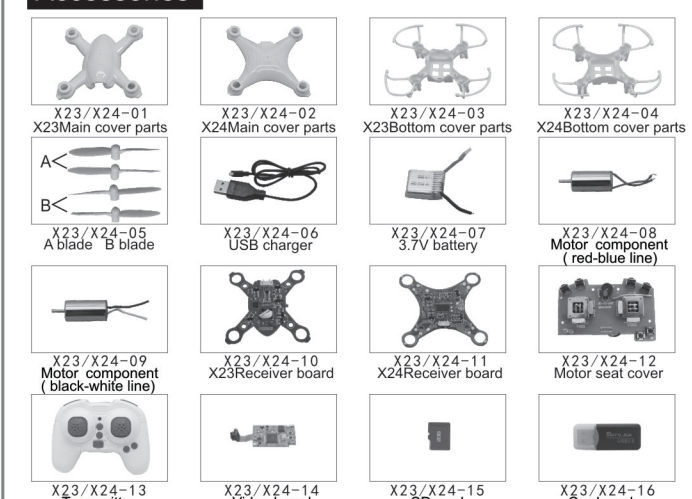 X23/X24-01
X23Main cover parts
X23/X24-02
X24Main cover parts
X23/X24-03
X23Bottom cover parts
X23/X24-04
X24Bottom cover parts
A
B
X23/X24-05
A blade B blade
X23/X24-06
USB charger
X23/X24-07
3.7V battery
X23/X24-08
Motor component
( red-blue line)
X23/X24-09
Motor component
( black-white line)
X23/X24-10
X23Receiver board
X23/X24-11
X24Receiver board
X23/X24-12
Motor seat cover
X23/X24-13
X23/X24-14
X23/X24-15
X23/X24-16